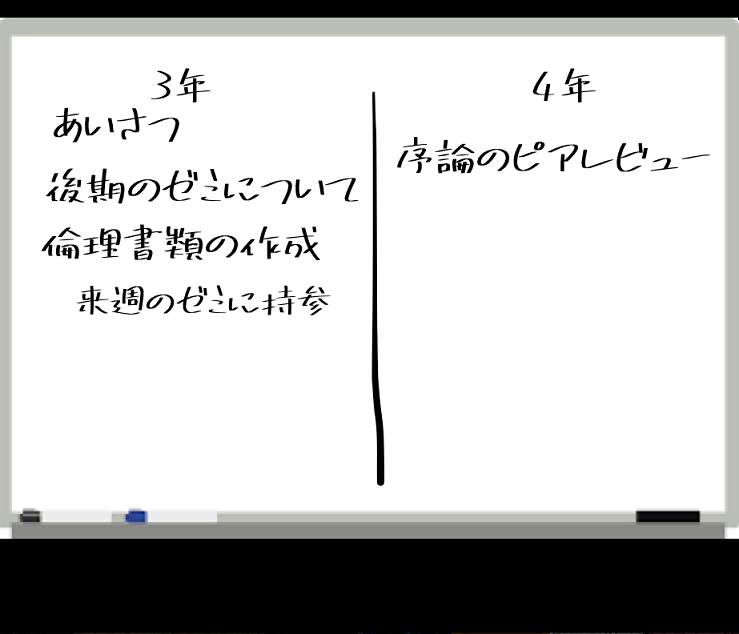 3年
あいさつ
後期のゼミについて
倫理書類の作成
来週のゼミに持参
4年
序論のピアレビュー